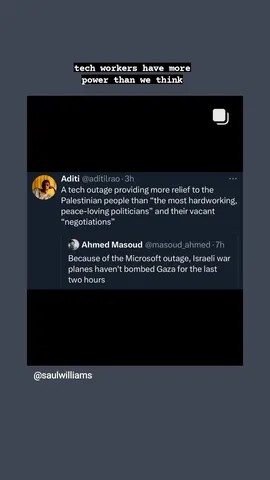 tech workers have more
power than we think
Aditi @aditilrao · 3h
A tech outage providing more relief to the
Palestinian people than “the most hardworking,
peace-loving politicians” and their vacant
“negotiations”
Ahmed Masoud @masoud_ahmed · 7h
Because of the Microsoft outage, Israeli war
planes haven't bombed Gaza for the last
two hours
@saulwilliams